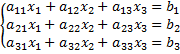 a₁₁x₁ + a₁₂x₂ + a₁₃x₃ = b₁
a₂₁x₁ + a₂₂x₂ + a₂₃x₃ = b₂
a₃₁x₁ + a₃₂x₂ + a₃₃x₃ = b₃